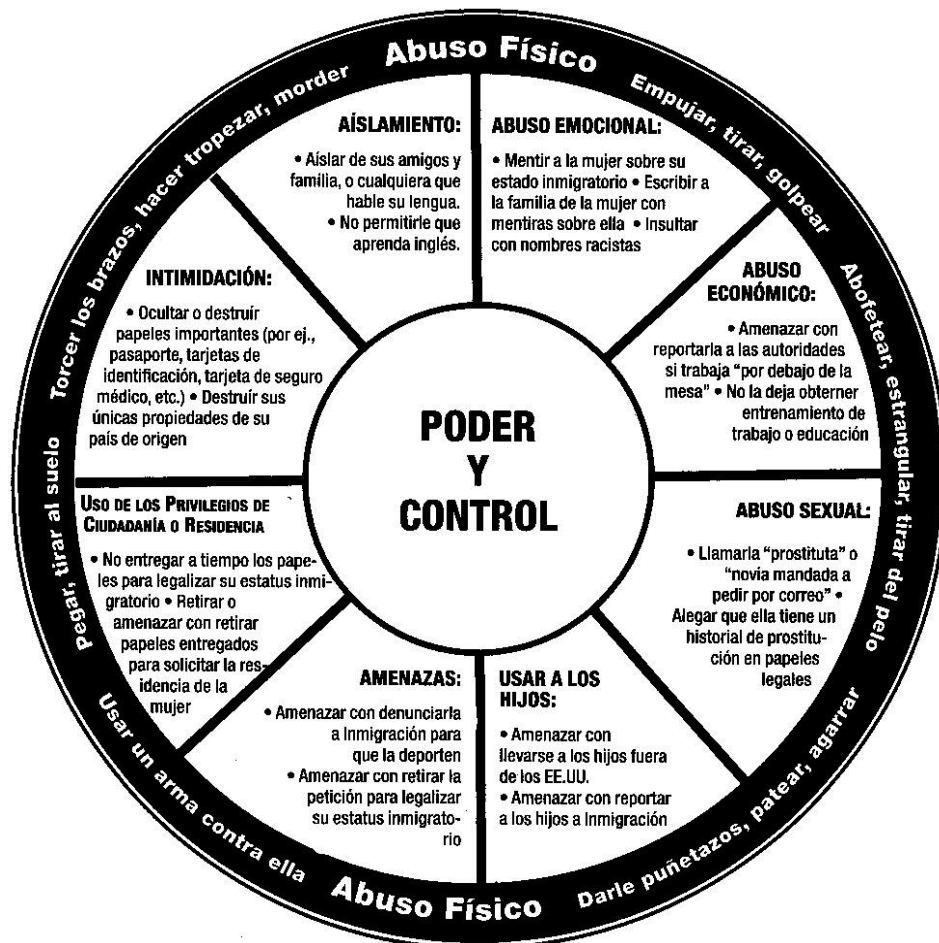 Abuso Físico
Empujar, tirar, golpear
Abofetear, estrangular, tirar del pelo
Darle puñetazos, patear, agarrar
Abuso Físico
Usar un arma contra ella
Pegar, tirar al suelo
Torcer los brazos, hacer tropezar, morder
AÍSLAMIENTO:
• Aíslar de sus amigos y
familia, o cualquiera que
hable su lengua.
• No permitirle que
aprenda inglés.
ABUSO EMOCIONAL:
• Mentir a la mujer sobre su
estado inmigratorio • Escribir a
la familia de la mujer con
mentiras sobre ella • Insultar
con nombres racistas
ABUSO
ECONÓMICO:
• Amenazar con
reportarla a las autoridades
si trabaja "por debajo de la
mesa" • No la deja obterner
entrenamiento de
trabajo o educación
ABUSO SEXUAL:
• Llamarla "prostituta" o
"novia mandada a
pedir por correo" •
Alegar que ella tiene un
historial de prostitu-
ción en papeles
legales
USAR A LOS
HIJOS:
• Amenazar con
llevarse a los hijos fuera
de los EE.UU.
• Amenazar con reportar
a los hijos a Inmigración
AMENAZAS:
• Amenazar con denunciarla
a Inmigración para
que la deporten
• Amenazar con retirar la
petición para legalizar
su estatus inmigrato-
rio
USO DE LOS PRIVILEGIOS DE
CIUDADANÍA O RESIDENCIA
• No entregar a tiempo los pape-
les para legalizar su estatus inmi-
gratorio • Retirar o
amenazar con retirar
papeles entregados
para solicitar la res-
idencia de la
mujer
INTIMIDACIÓN:
• Ocultar o destruír
papeles importantes (por ej.,
pasaporte, tarjetas de
identificación, tarjeta de seguro
médico, etc.) • Destruír sus
únicas propiedades de su
país de origen
PODER
Y
CONTROL